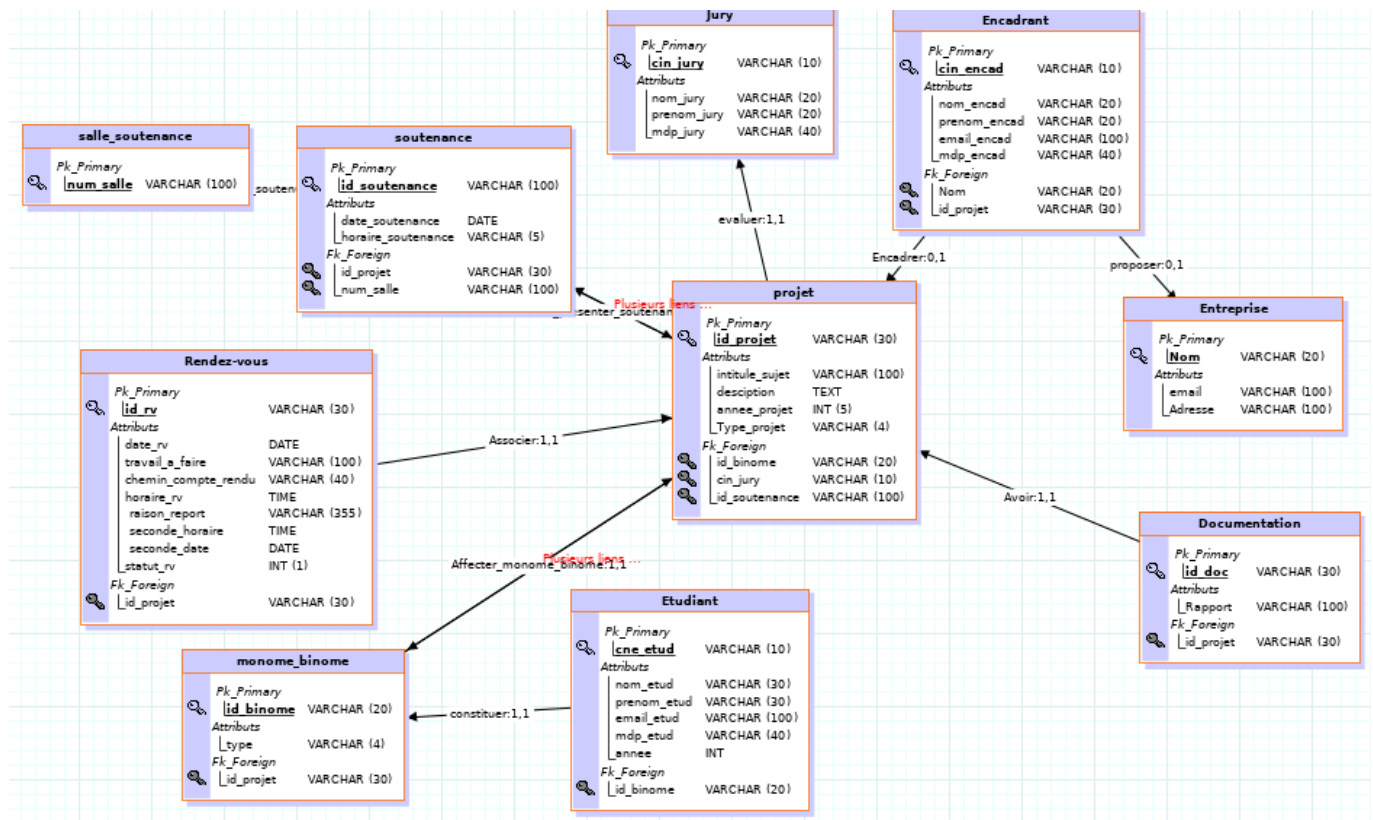 Jury
Pk_Primary
cin_jury VARCHAR (10)
Attributs
nom_jury VARCHAR (20)
prenom_jury VARCHAR (20)
mdp_jury VARCHAR (40)
Encadrant
Pk_Primary
cin_encad VARCHAR (10)
Attributs
nom_encad VARCHAR (20)
prenom_encad VARCHAR (20)
email_encad VARCHAR (100)
mdp_encad VARCHAR (40)
Fk_Foreign
Nom VARCHAR (20)
id_projet VARCHAR (30)
salle_soutenance
Pk_Primary
num_salle VARCHAR (100)
_souten
soutenance
Pk_Primary
id_soutenance VARCHAR (100)
Attributs
date_soutenance DATE
horaire_soutenance VARCHAR (5)
Fk_Foreign
id_projet VARCHAR (30)
num_salle VARCHAR (100)
evaluer:1,1
Encadrer:0,1
proposer:0,1
Plusieurs liens ...
projet
Pk_Primary
id_projet VARCHAR (30)
Attributs
intitule_sujet VARCHAR (100)
desciption TEXT
annee_projet INT (5)
Type_projet VARCHAR (4)
Fk_Foreign
id_binome VARCHAR (20)
cin_jury VARCHAR (10)
id_soutenance VARCHAR (100)
Entreprise
Pk_Primary
Nom VARCHAR (20)
Attributs
email VARCHAR (100)
Adresse VARCHAR (100)
Rendez-vous
Pk_Primary
id_rv VARCHAR (30)
Attributs
date_rv DATE
travail_a_faire VARCHAR (100)
chemin_compte_rendu VARCHAR (40)
horaire_rv TIME
raison_report VARCHAR (355)
seconde_horaire TIME
seconde_date DATE
statut_rv INT (1)
Fk_Foreign
id_projet VARCHAR (30)
Associer:1,1
Avoir:1,1
Plusieurs liens ...
Affecter_monome_binome:1,1
Documentation
Pk_Primary
id_doc VARCHAR (30)
Attributs
Rapport VARCHAR (100)
Fk_Foreign
id_projet VARCHAR (30)
Etudiant
Pk_Primary
cne_etud VARCHAR (10)
Attributs
nom_etud VARCHAR (30)
prenom_etud VARCHAR (30)
email_etud VARCHAR (100)
mdp_etud VARCHAR (40)
annee INT
Fk_Foreign
id_binome VARCHAR (20)
monome_binome
Pk_Primary
id_binome VARCHAR (20)
Attributs
type VARCHAR (4)
Fk_Foreign
id_projet VARCHAR (30)
constituer:1,1